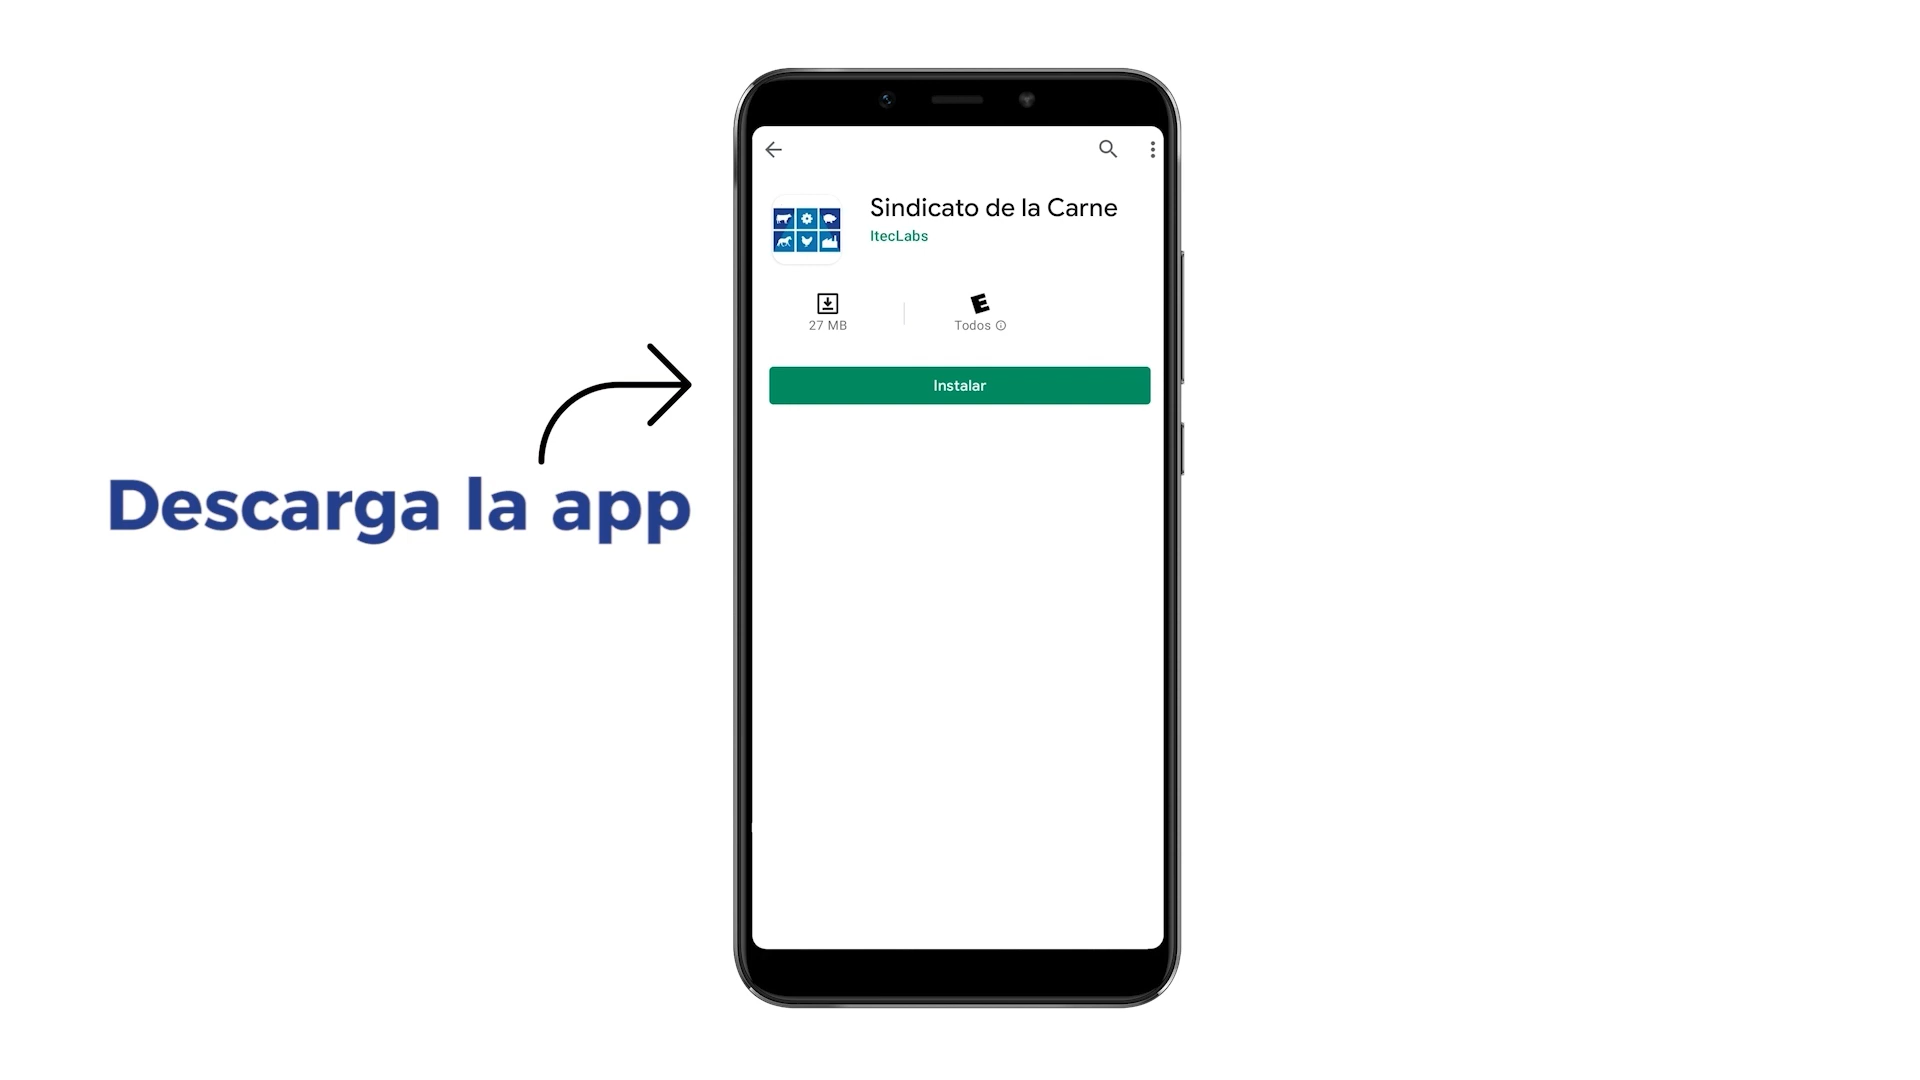 Sindicato de la Carne
ItecLabs
27 MB
E
Todos
Instalar
Descarga la app